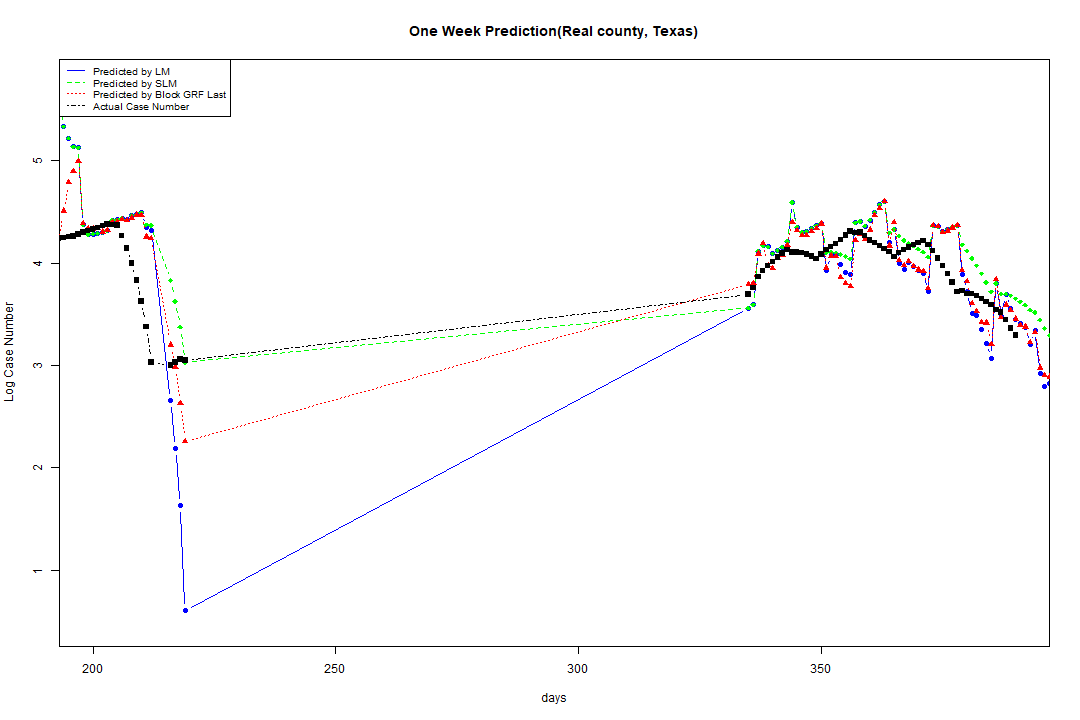 One Week Prediction(Real county, Texas)
Predicted by LM
Predicted by SLM
Predicted by Block GRF Last
Actual Case Number
5
4
3
2
1
Log Case Number
200 250 300 350
days